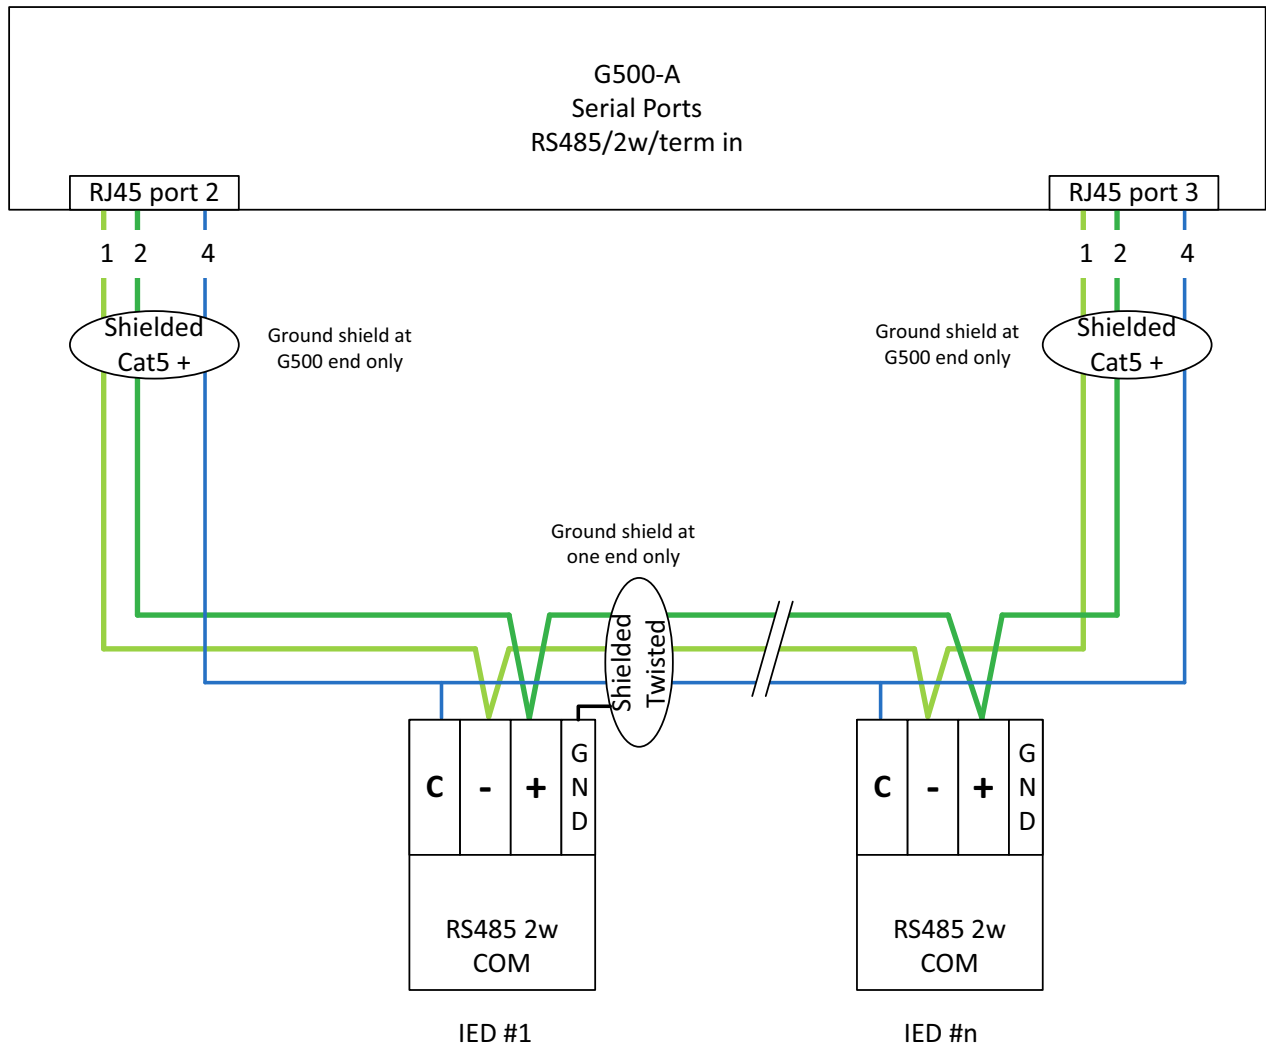 G500-A
Serial Ports
RS485/2w/term in
RJ45 port 2
RJ45 port 3
1 2 4
1 2 4
Shielded
Cat5 +
Ground shield at
G500 end only
Ground shield at
G500 end only
Shielded
Cat5 +
Ground shield at
one end only
Shielded
Twisted
C - + GND
C - + GND
RS485 2w
COM
RS485 2w
COM
IED #1
IED #n